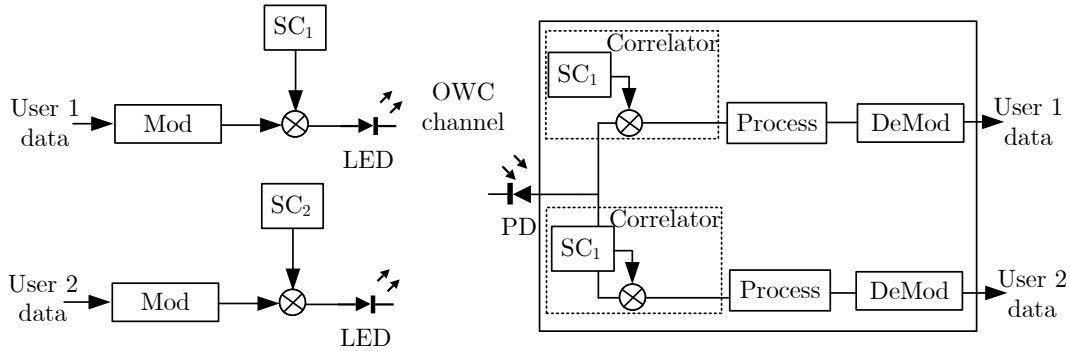 SC1
User 1
data
Mod
LED
SC2
User 2
data
Mod
LED
OWC
channel
PD
Correlator
SC1
Process
DeMod
User 1
data
Correlator
SC1
Process
DeMod
User 2
data